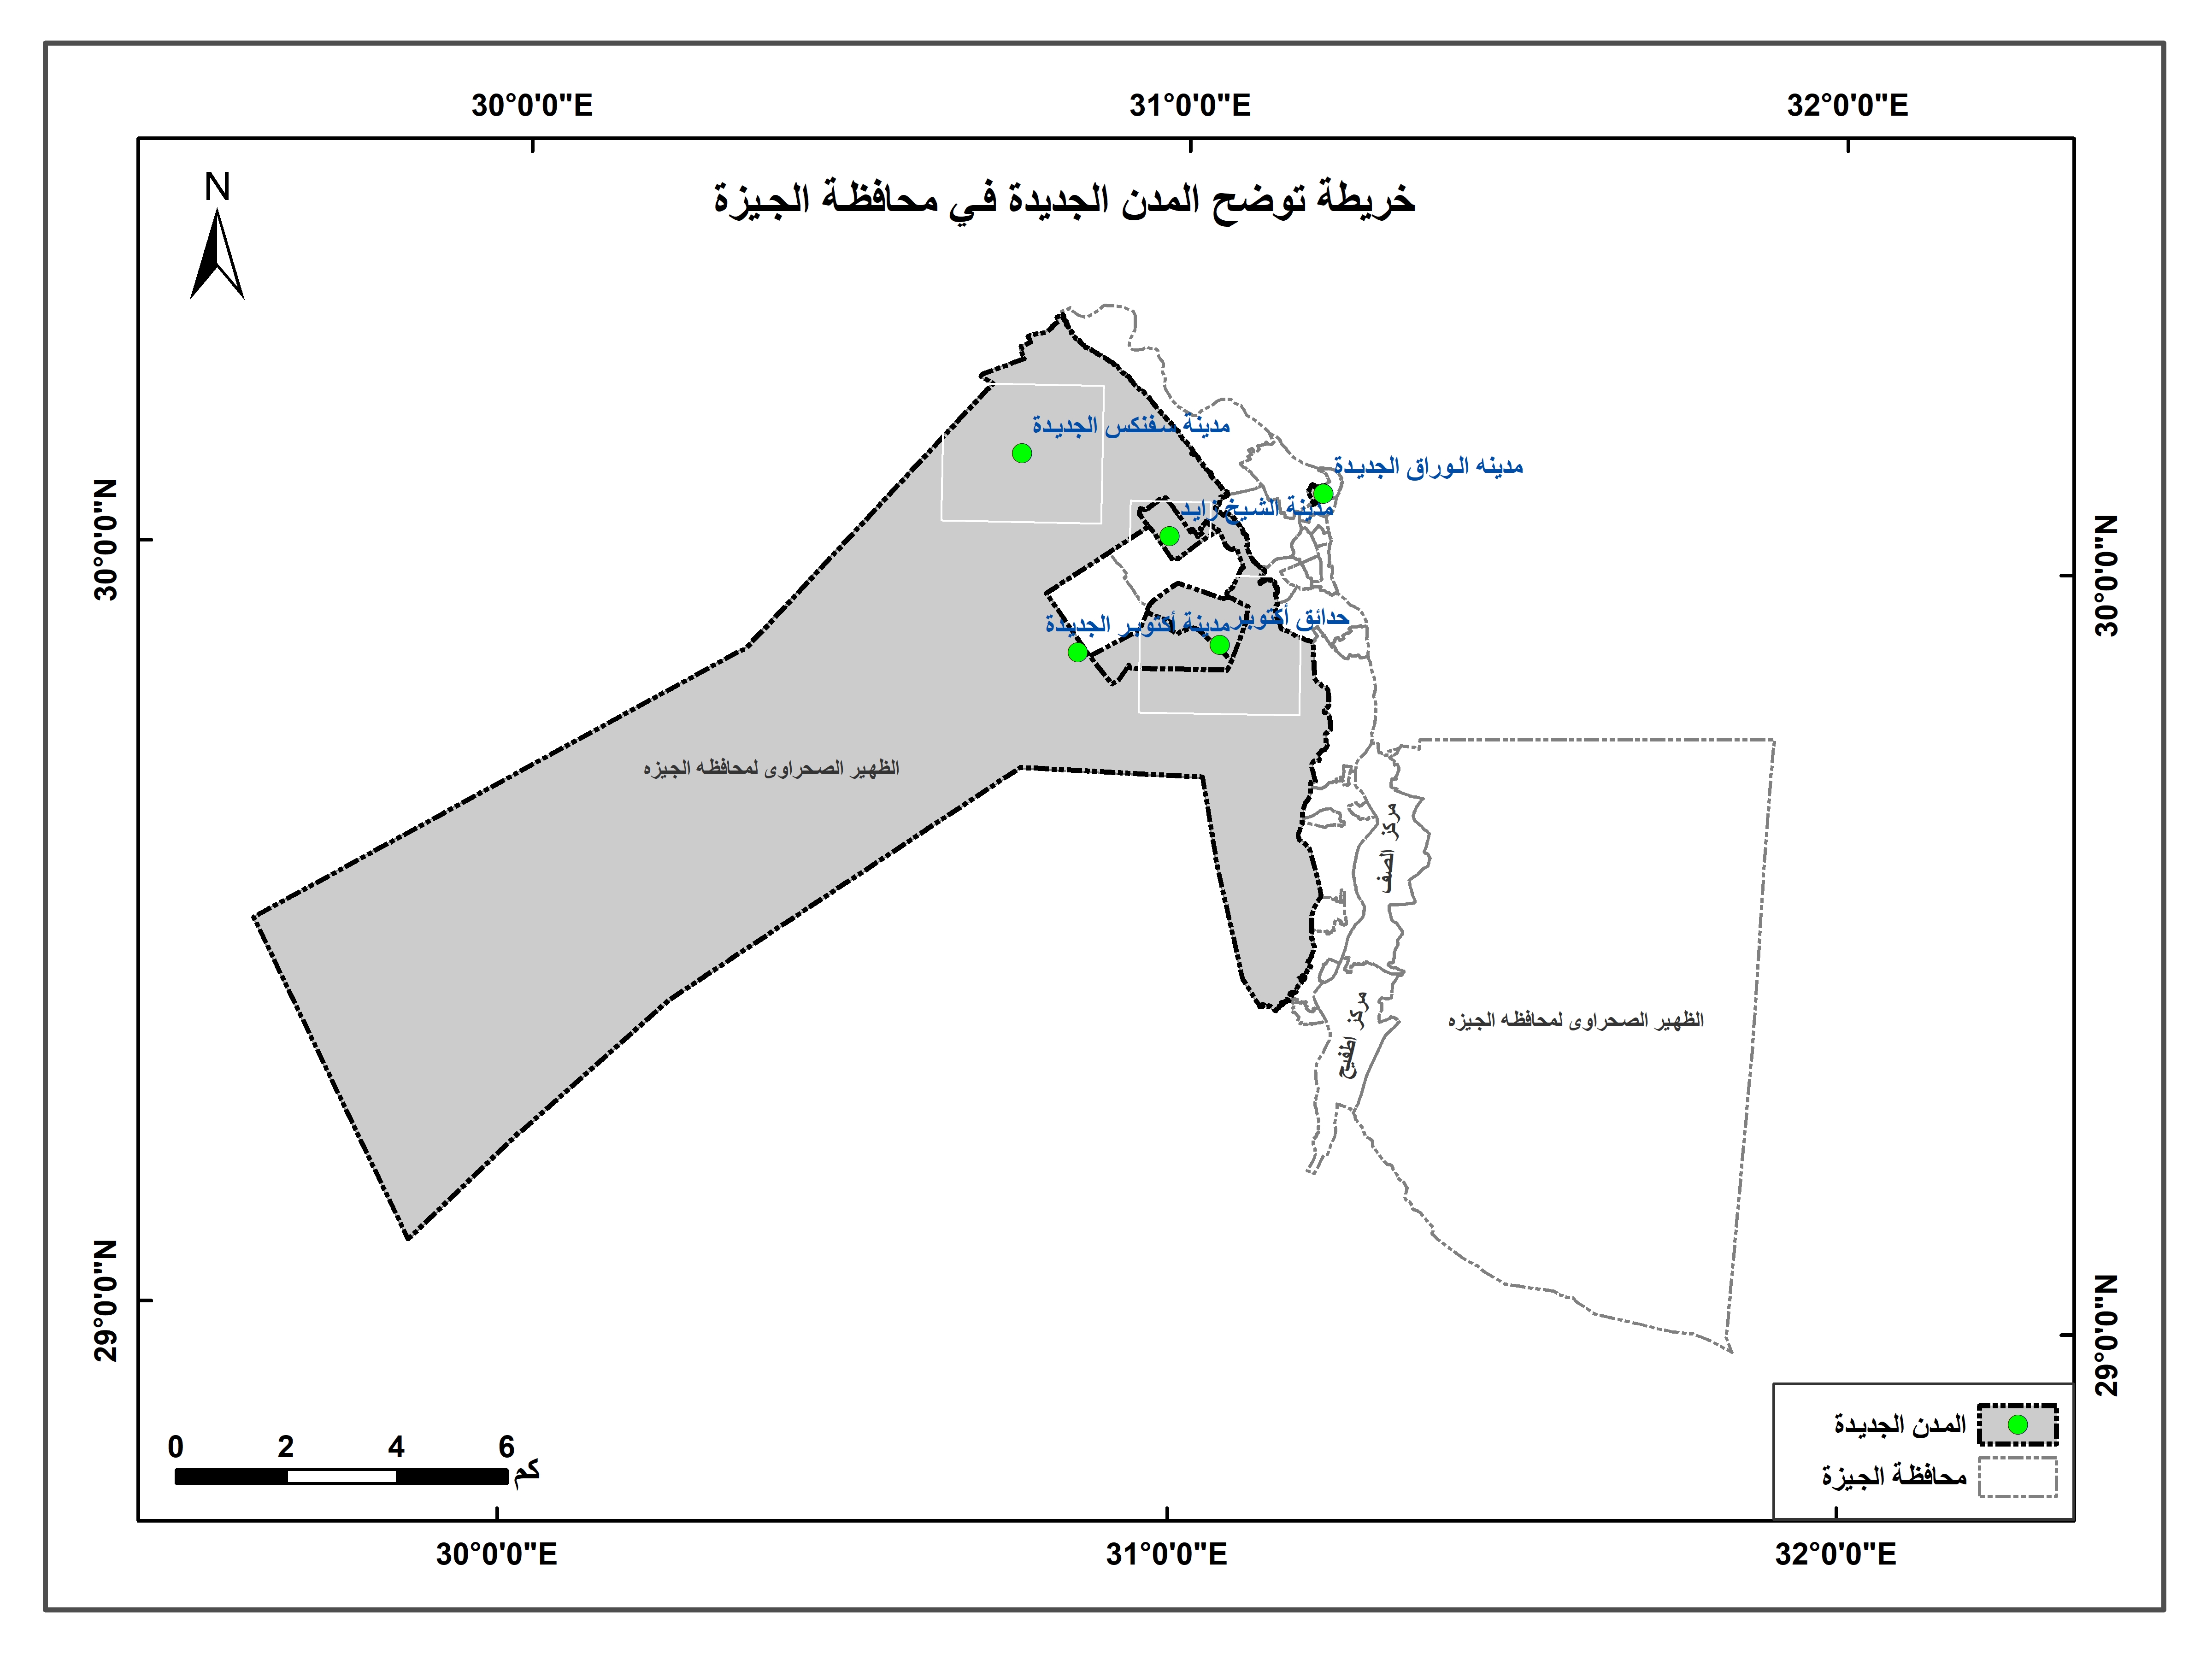 30°0'0"E 31°0'0"E 32°0'0"E
N
خريطة توضح المدن الجديدة في محافظة الجيزة
مدينة سفنكس الجديدة
مدينه الوراق الجديدة
مدينة الشيخ زايد
30°0'0"N
30°0'0"N
حدائق أكتوبر
مدينة أكتوبر الجديدة
الظهير الصحراوى لمحافظه الجيزه
مركز الصف
مركز اطفيح
الظهير الصحراوى لمحافظه الجيزه
29°0'0"N
29°0'0"N
المدن الجديدة
محافظة الجيزة
0 2 4 6
كم
30°0'0"E 31°0'0"E 32°0'0"E